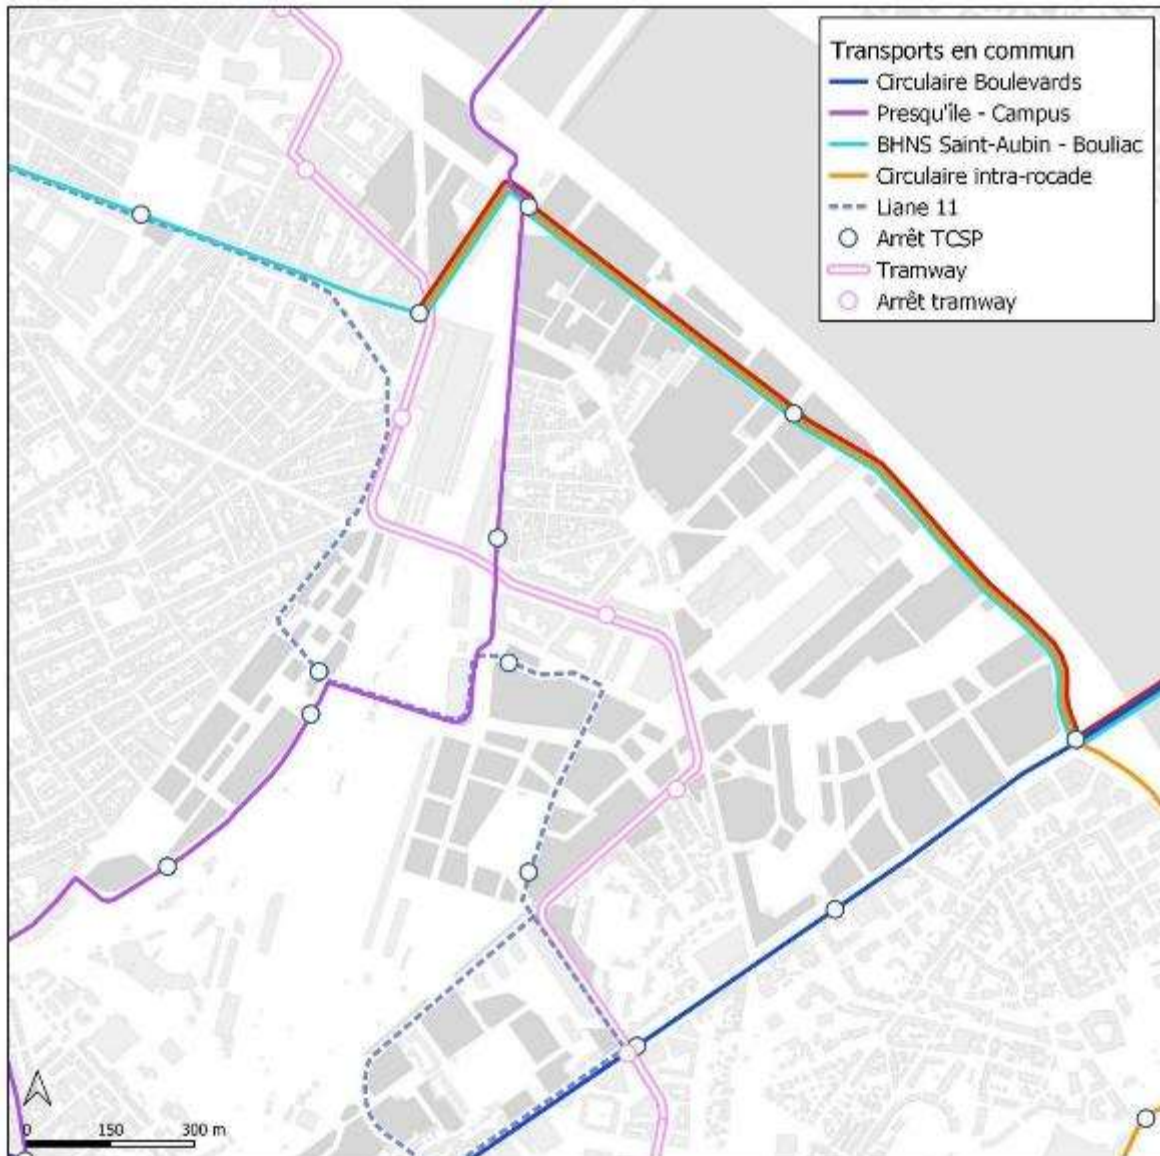 Transports en commun
Circulaire Boulevards
Presqu'île - Campus
BHNS Saint-Aubin - Bouliac
Circulaire intra-rocade
Liane 11
Arrêt TCSP
Tramway
Arrêt tramway
0 150 300 m